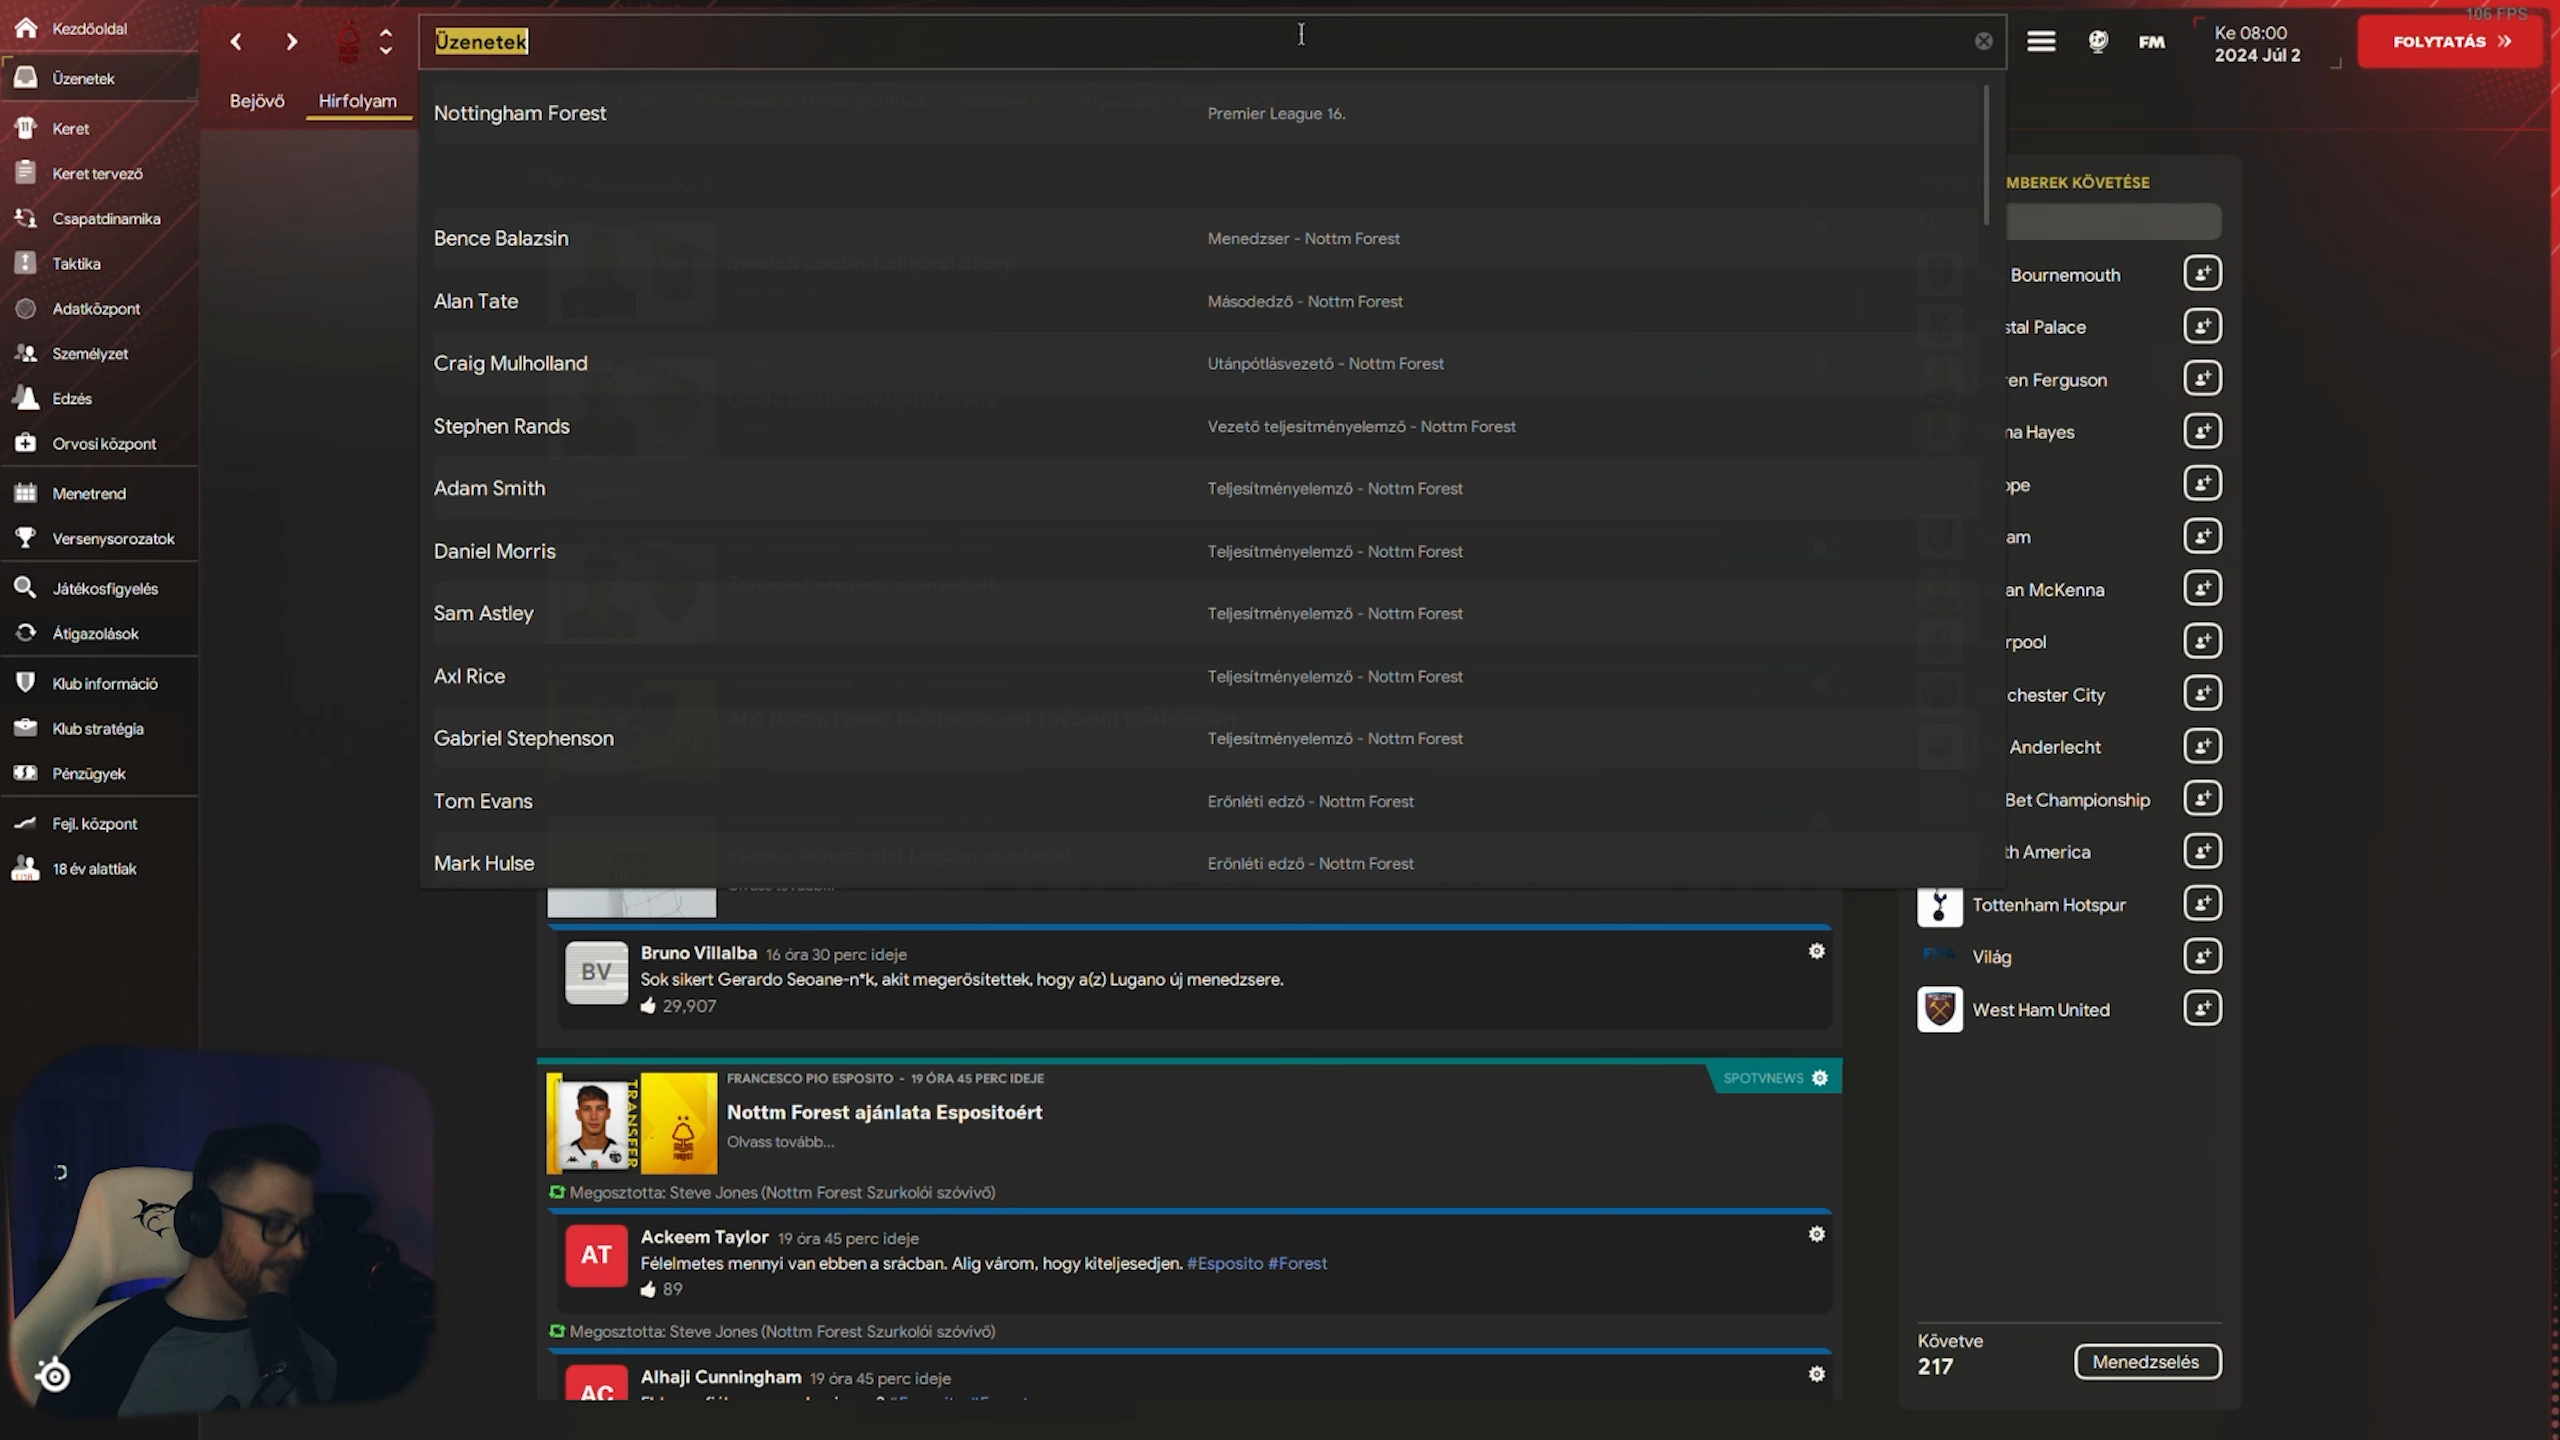 106 FPS
Kezdőoldal
Üzenetek
Keret
Keret tervező
Csapatdinamika
Taktika
Adatközpont
Személyzet
Edzés
Orvosi központ
Menetrend
Versenysorozatok
Játékosfigyelés
Átigazolások
Klub információ
Klub stratégia
Pénzügyek
Fejl. központ
18 év alattiak
Üzenetek
FM
Ke 08:00
2024 Júl 2
FOLYTATÁS
Bejövő
Hírfolyam
Nottingham Forest Premier League 16.
Bence Balazsin Menedzser - Nottm Forest
Alan Tate Másodedző - Nottm Forest
Craig Mulholland Utánpótlásvezető - Nottm Forest
Stephen Rands Vezető teljesítményelemző - Nottm Forest
Adam Smith Teljesítményelemző - Nottm Forest
Daniel Morris Teljesítményelemző - Nottm Forest
Sam Astley Teljesítményelemző - Nottm Forest
Axl Rice Teljesítményelemző - Nottm Forest
Gabriel Stephenson Teljesítményelemző - Nottm Forest
Tom Evans Erőnléti edző - Nottm Forest
Mark Hulse Erőnléti edző - Nottm Forest
BV
Bruno Villalba 16 óra 30 perc ideje
Sok sikert Gerardo Seoane-n*k, akit megerősítettek, hogy a(z) Lugano új menedzsere.
29,907
TRANSFER
FOREST
FRANCESCO PIO ESPOSITO - 19 ÓRA 45 PERC IDEJE
SPOTVNEWS
Nottm Forest ajánlata Espositoért
Olvass tovább...
Megosztotta: Steve Jones (Nottm Forest Szurkolói szóvivő)
AT
Ackeem Taylor 19 óra 45 perc ideje
Félelmetes mennyi van ebben a srácban. Alig várom, hogy kiteljesedjen. #Esposito #Forest
89
Megosztotta: Steve Jones (Nottm Forest Szurkolói szóvivő)
AC
Alhaji Cunningham 19 óra 45 perc ideje
MBEREK KÖVETÉSE
Bournemouth
stal Palace
ren Ferguson
na Hayes
ope
am
an McKenna
rpool
chester City
Anderlecht
Bet Championship
th America
Tottenham Hotspur
Világ
West Ham United
Követve
217
Menedzselés